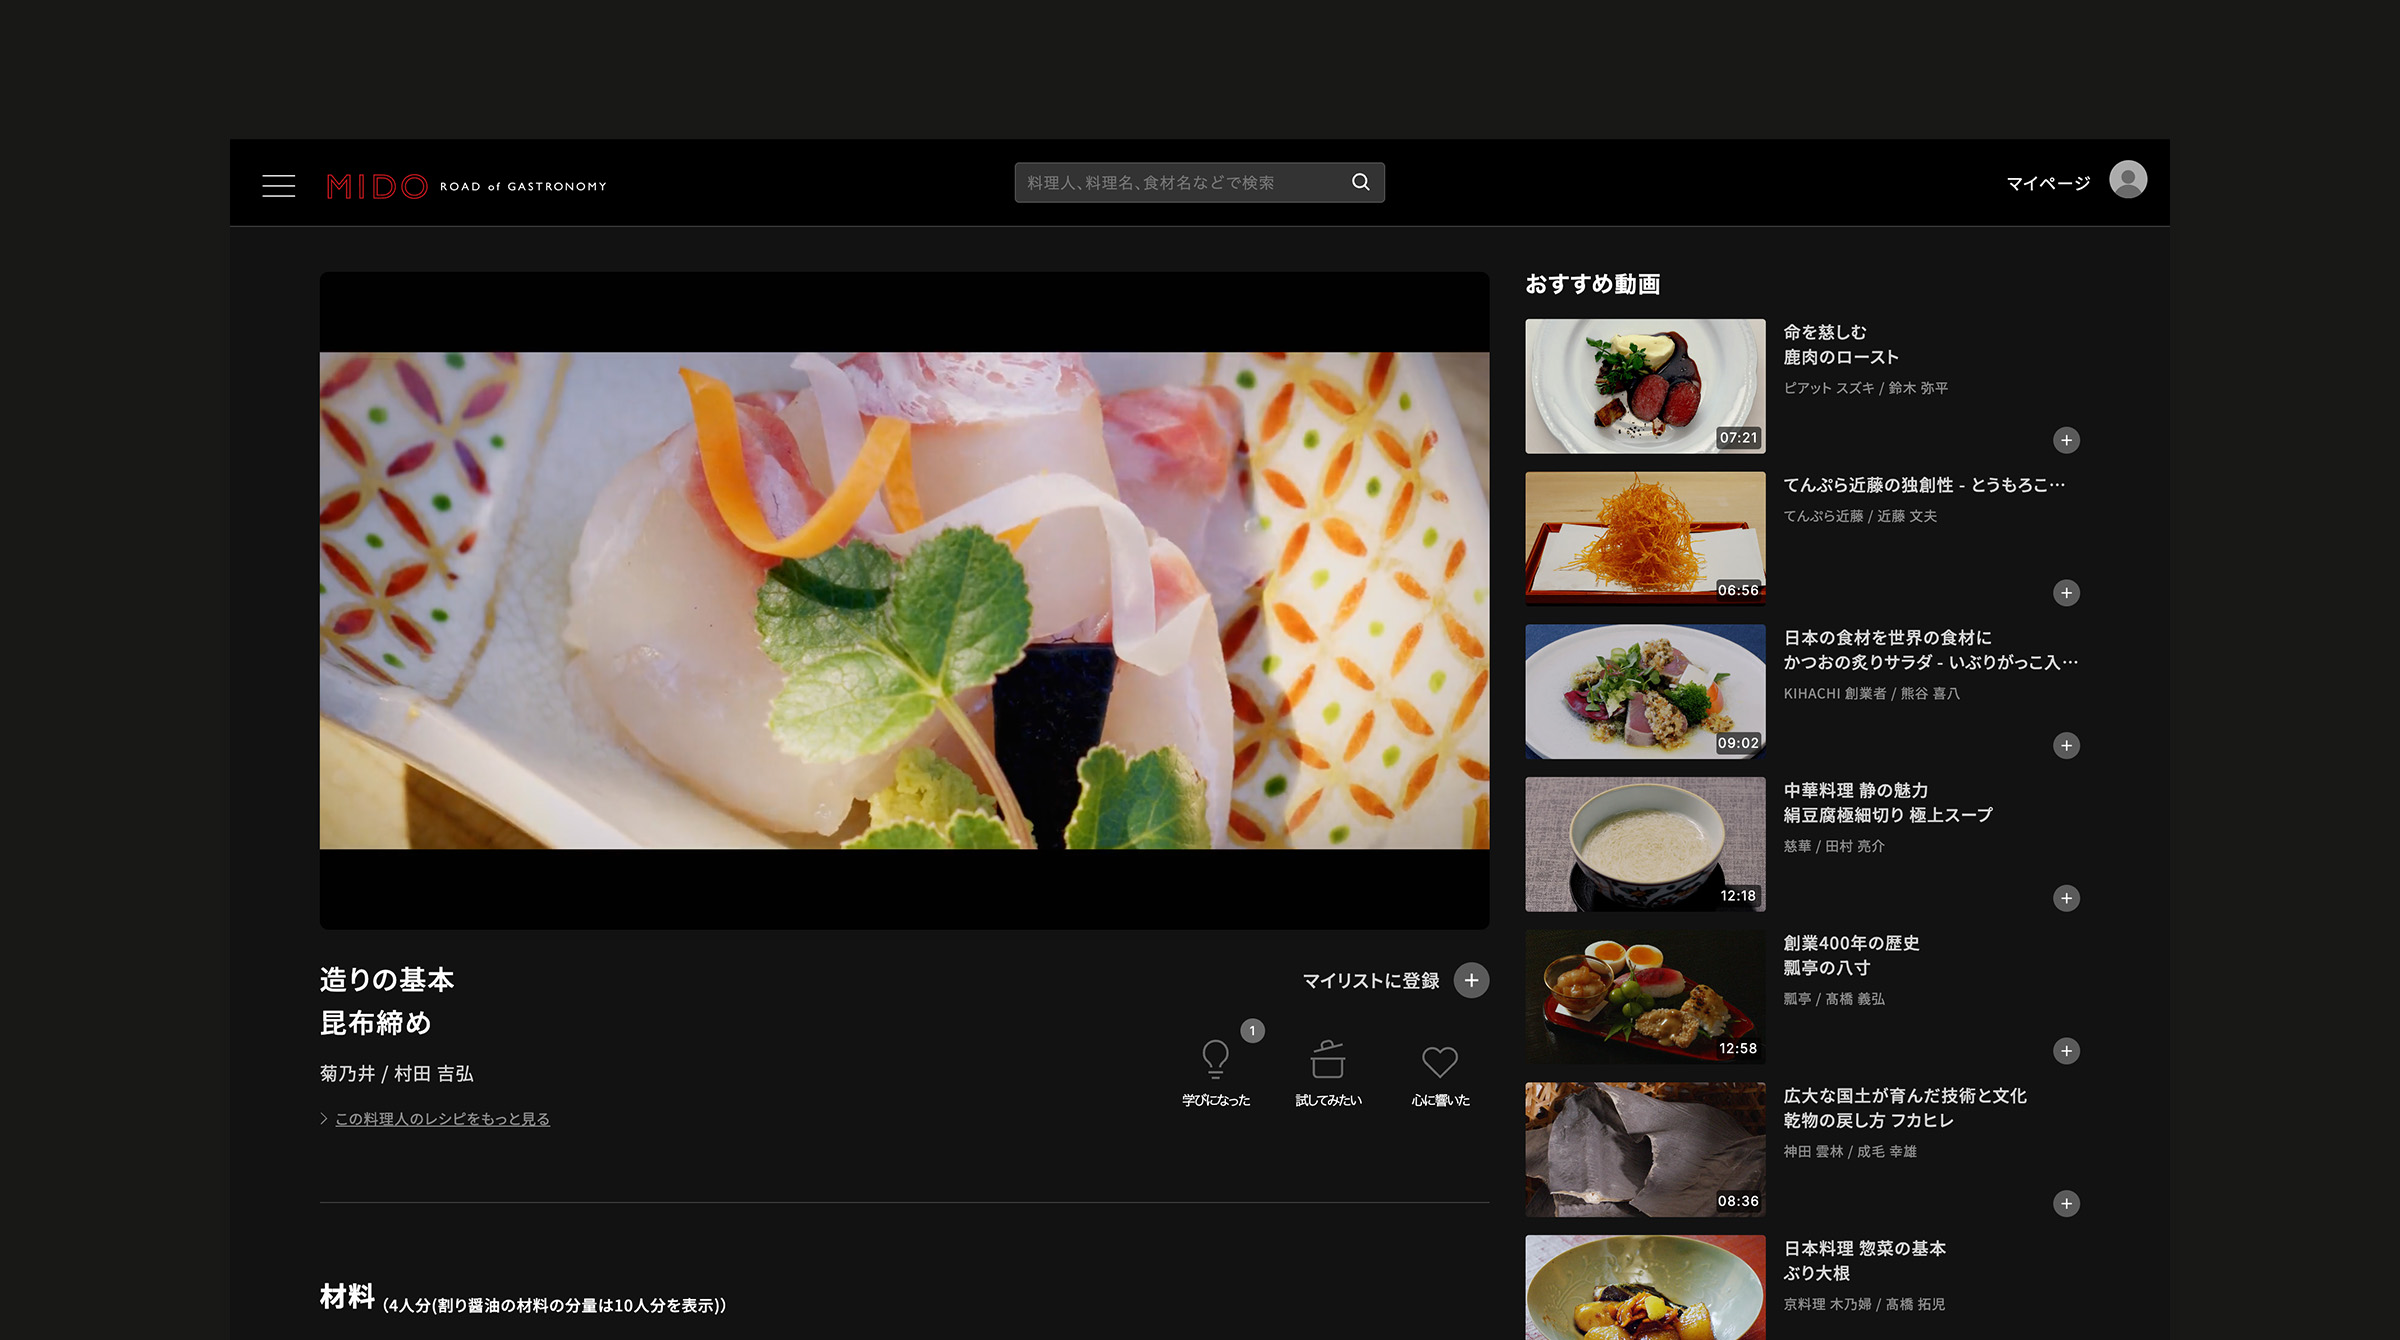 MIDO ROAD of GASTRONOMY
料理人、料理名、食材名などで検索
マイページ
造りの基本
昆布締め
菊乃井 / 村田 吉弘
この料理人のレシピをもっと見る
マイリストに登録
1
学びになった
試してみたい
心に響いた
材料 (4人分(割り醤油の材料の分量は10人分を表示))
おすすめ動画
07:21
命を慈しむ
鹿肉のロースト
ピアット スズキ / 鈴木 弥平
06:56
てんぷら近藤の独創性 - とうもろこ…
てんぷら近藤 / 近藤 文夫
09:02
日本の食材を世界の食材に
かつおの炙りサラダ - いぶりがっこ入…
KIHACHI 創業者 / 熊谷 喜八
12:18
中華料理 静の魅力
絹豆腐極細切り 極上スープ
慈華 / 田村 亮介
12:58
創業400年の歴史
瓢亭の八寸
瓢亭 / 髙橋 義弘
08:36
広大な国土が育んだ技術と文化
乾物の戻し方 フカヒレ
神田 雲林 / 成毛 幸雄
日本料理 惣菜の基本
ぶり大根
京料理 木乃婦 / 髙橋 拓児